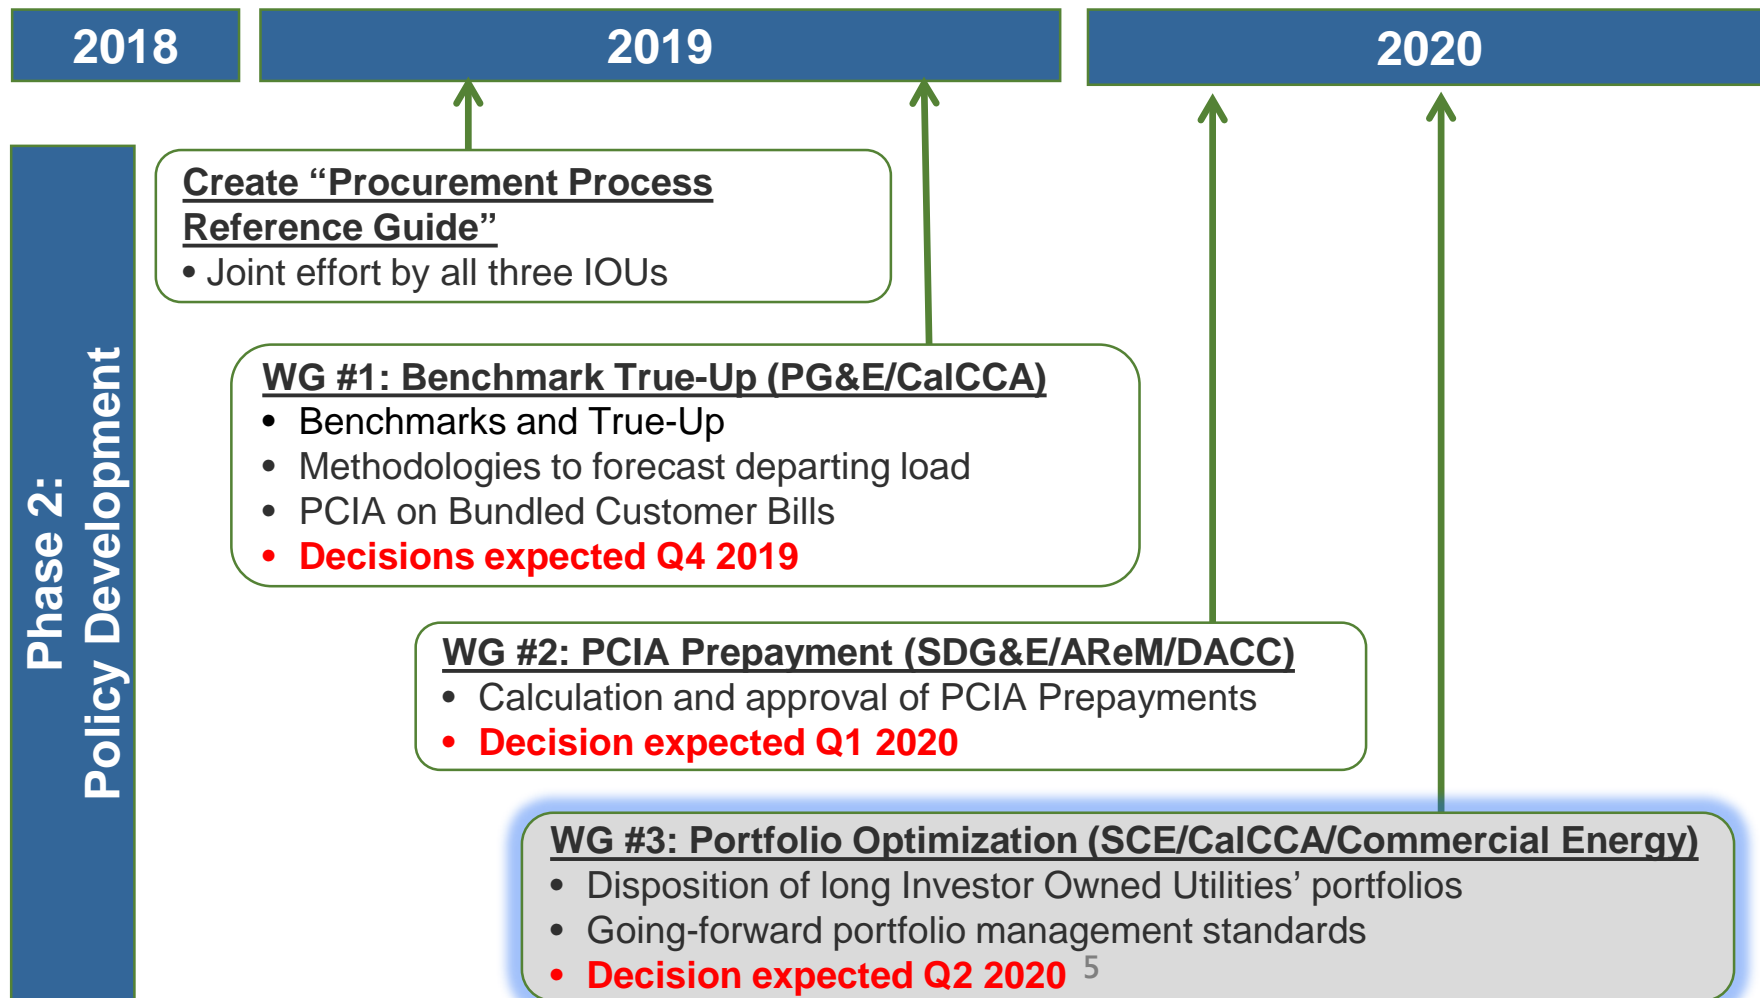 2018
2019
2020
Phase 2:
Policy Development
Create “Procurement Process
Reference Guide”
• Joint effort by all three IOUs
WG #1: Benchmark True-Up (PG&E/CalCCA)
• Benchmarks and True-Up
• Methodologies to forecast departing load
• PCIA on Bundled Customer Bills
• Decisions expected Q4 2019
WG #2: PCIA Prepayment (SDG&E/AReM/DACC)
• Calculation and approval of PCIA Prepayments
• Decision expected Q1 2020
WG #3: Portfolio Optimization (SCE/CalCCA/Commercial Energy)
• Disposition of long Investor Owned Utilities’ portfolios
• Going-forward portfolio management standards
• Decision expected Q2 2020
5